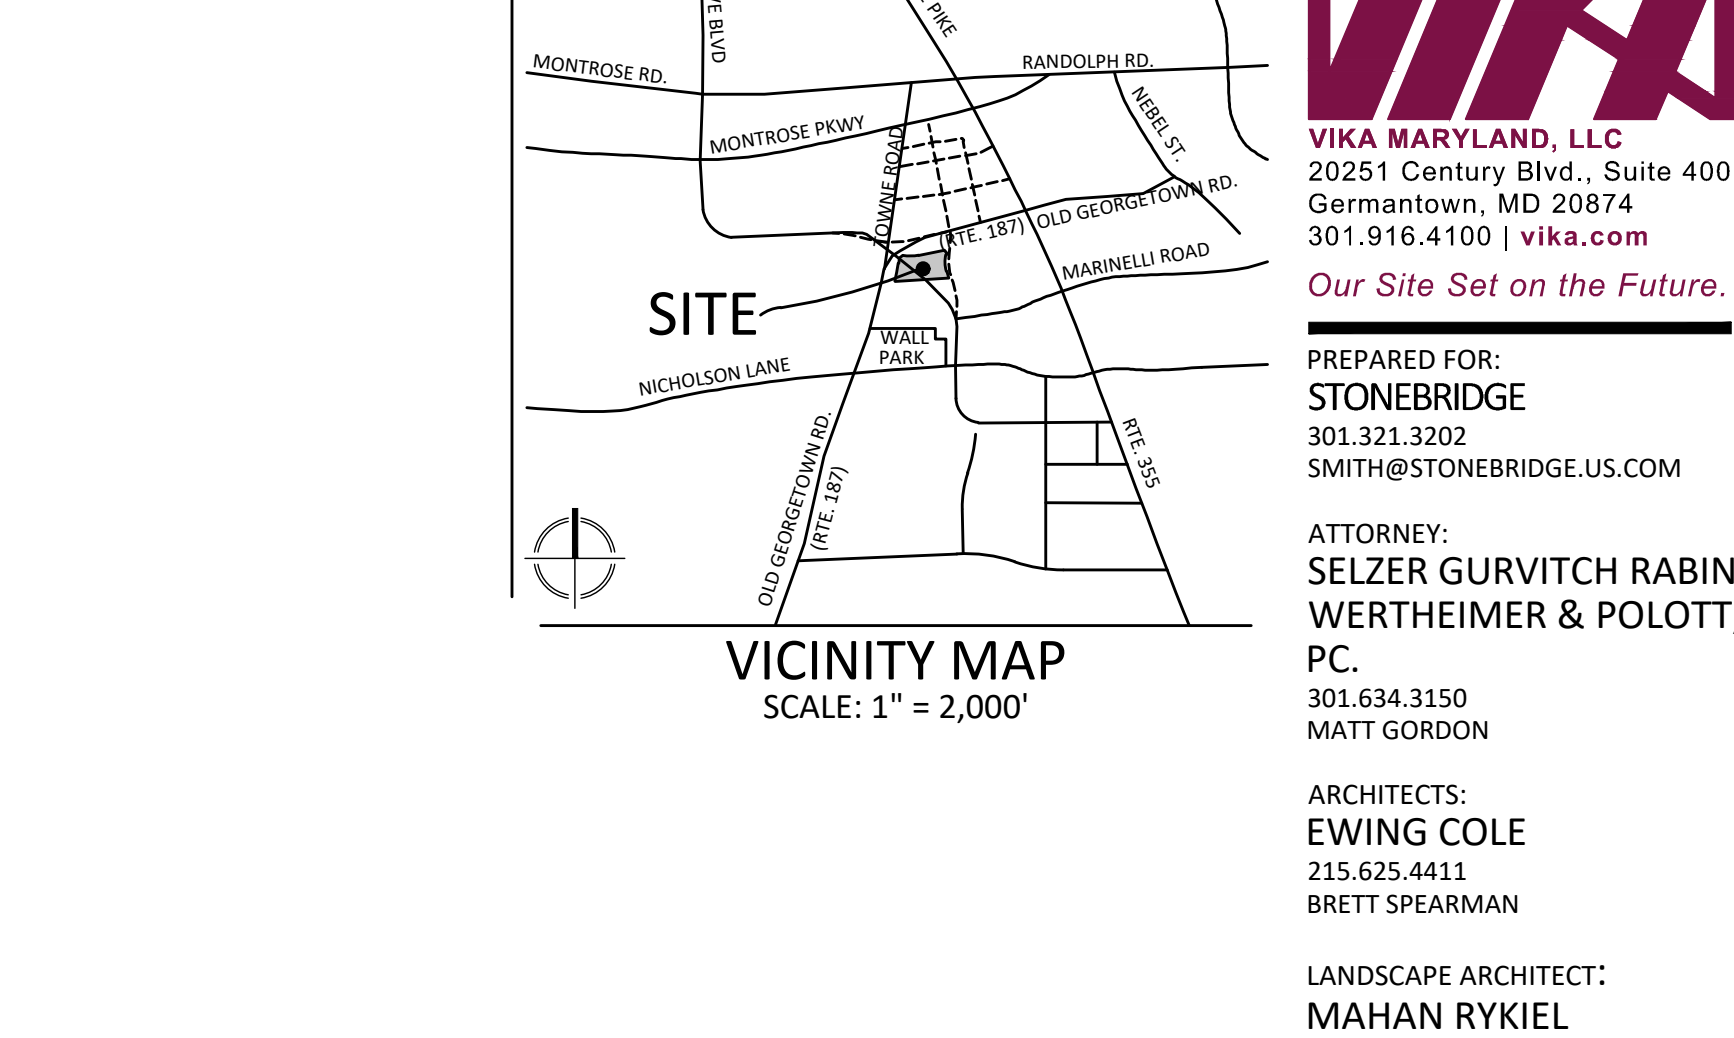 VE BLVD
PIKE
MONTROSE RD.
RANDOLPH RD.
MONTROSE PKWY
NEBEL ST.
TOWNE ROAD
OLD GEORGETOWN RD.
(RTE. 187)
MARINELLI ROAD
SITE
WALL
PARK
NICHOLSON LANE
OLD GEORGETOWN RD.
(RTE. 187)
RTE. 355
VICINITY MAP
SCALE: 1" = 2,000'
VIKA
VIKA MARYLAND, LLC
20251 Century Blvd., Suite 400
Germantown, MD 20874
301.916.4100 | vika.com
Our Site Set on the Future.
PREPARED FOR:
STONEBRIDGE
301.321.3202
SMITH@STONEBRIDGE.US.COM
ATTORNEY:
SELZER GURVITCH RABIN
WERTHEIMER & POLOTT,
PC.
301.634.3150
MATT GORDON
ARCHITECTS:
EWING COLE
215.625.4411
BRETT SPEARMAN
LANDSCAPE ARCHITECT:
MAHAN RYKIEL